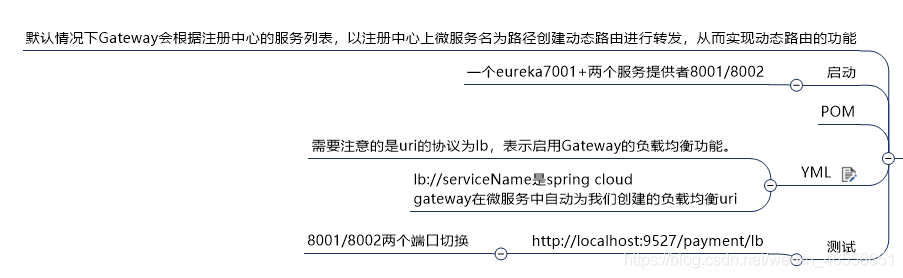 默认情况下Gateway会根据注册中心的服务列表，以注册中心上微服务名为路径创建动态路由进行转发，从而实现动态路由的功能
一个eureka7001+两个服务提供者8001/8002
启动
POM
需要注意的是uri的协议为lb，表示启用Gateway的负载均衡功能。
lb://serviceName是spring cloud
gateway在微服务中自动为我们创建的负载均衡uri
YML
8001/8002两个端口切换
http://localhost:9527/payment/lb
测试